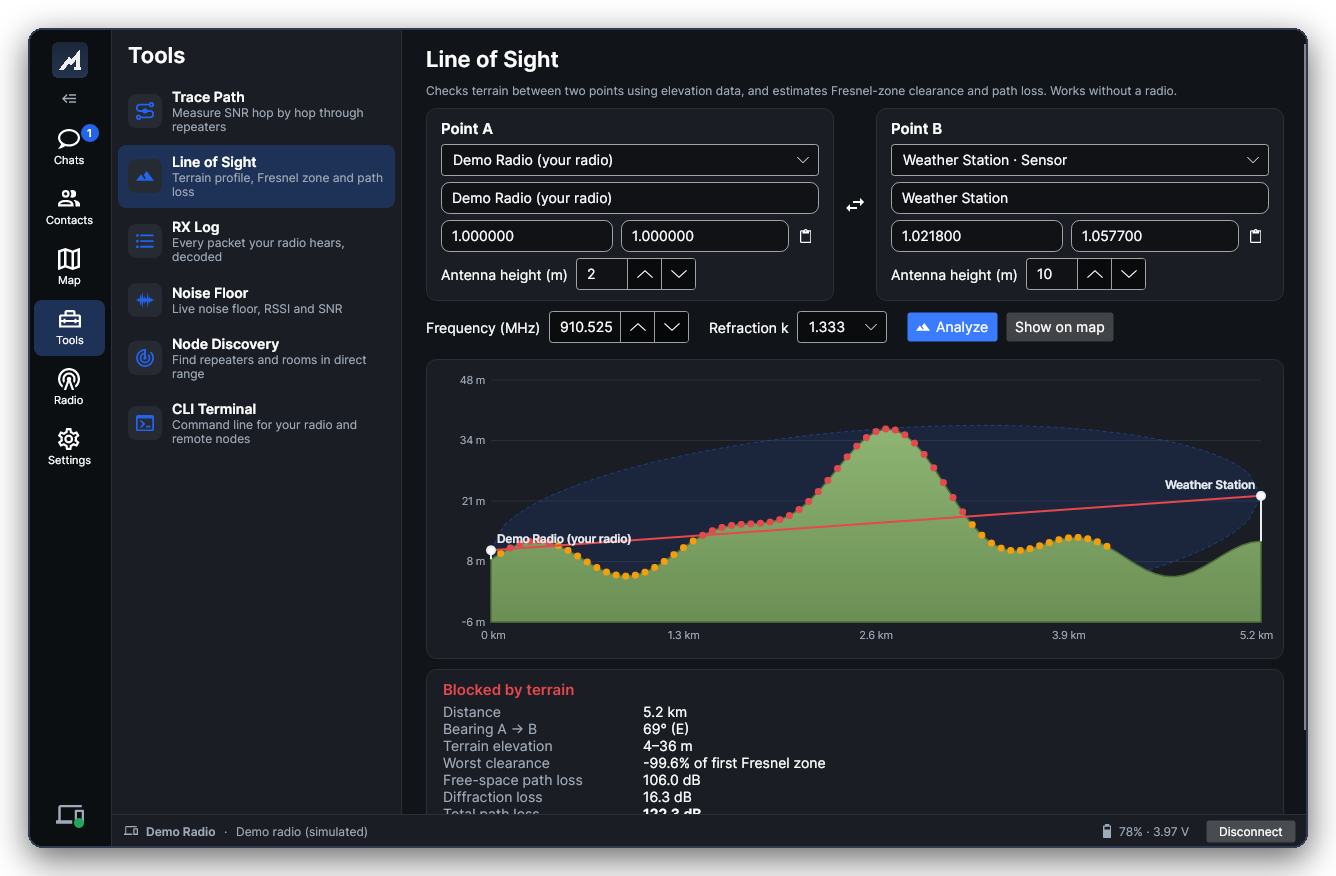 Tools
1
Chats
Contacts
Map
Tools
Radio
Settings
Trace Path
Measure SNR hop by hop through
repeaters
Line of Sight
Terrain profile, Fresnel zone and path
loss
RX Log
Every packet your radio hears,
decoded
Noise Floor
Live noise floor, RSSI and SNR
Node Discovery
Find repeaters and rooms in direct
range
CLI Terminal
Command line for your radio and
remote nodes
Line of Sight
Checks terrain between two points using elevation data, and estimates Fresnel-zone clearance and path loss. Works without a radio.
Point A
Demo Radio (your radio)
Demo Radio (your radio)
1.000000 1.000000
Antenna height (m) 2
Point B
Weather Station · Sensor
Weather Station
1.021800 1.057700
Antenna height (m) 10
Frequency (MHz) 910.525 Refraction k 1.333 Analyze Show on map
48 m
34 m
21 m
8 m
-6 m
Weather Station
Demo Radio (your radio)
0 km 1.3 km 2.6 km 3.9 km 5.2 km
Blocked by terrain
Distance 5.2 km
Bearing A → B 69° (E)
Terrain elevation 4–36 m
Worst clearance -99.6% of first Fresnel zone
Free-space path loss 106.0 dB
Diffraction loss 16.3 dB
Total path loss 122.3 dB
Demo Radio · Demo radio (simulated) 78% · 3.97 V Disconnect